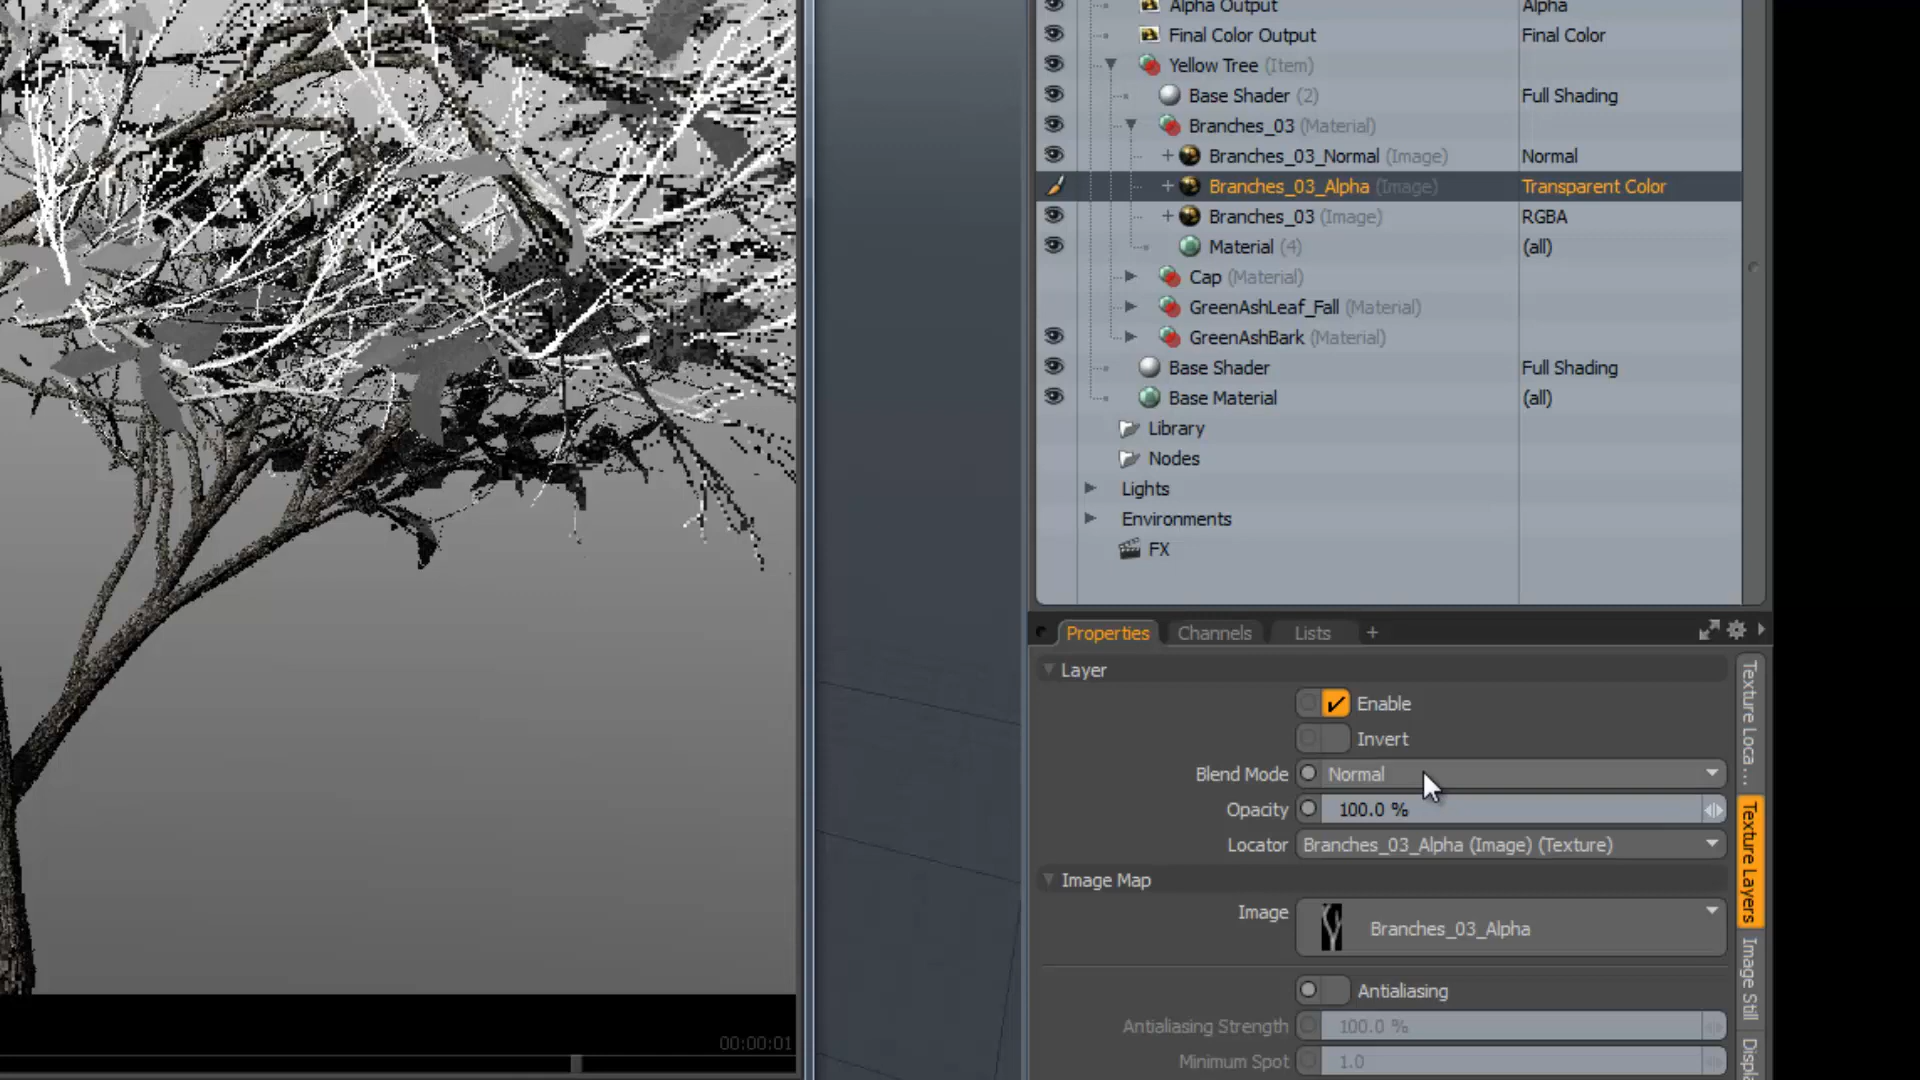 Alpha Output Alpha
Final Color Output Final Color
Yellow Tree (Item)
Base Shader (2) Full Shading
Branches_03 (Material)
Branches_03_Normal (Image) Normal
Branches_03_Alpha (Image) Transparent Color
Branches_03 (Image) RGBA
Material (4) (all)
Cap (Material)
GreenAshLeaf_Fall (Material)
GreenAshBark (Material)
Base Shader Full Shading
Base Material (all)
Library
Nodes
Lights
Environments
FX
Properties Channels Lists +
Layer
Enable
Invert
Blend Mode Normal
Opacity 100.0 %
Locator Branches_03_Alpha (Image) (Texture)
Image Map
Image Branches_03_Alpha
Antialiasing
Antialiasing Strength 100.0 %
Minimum Spot 1.0
Texture Loca ...
Texture Layers
Image Still
00:00:01